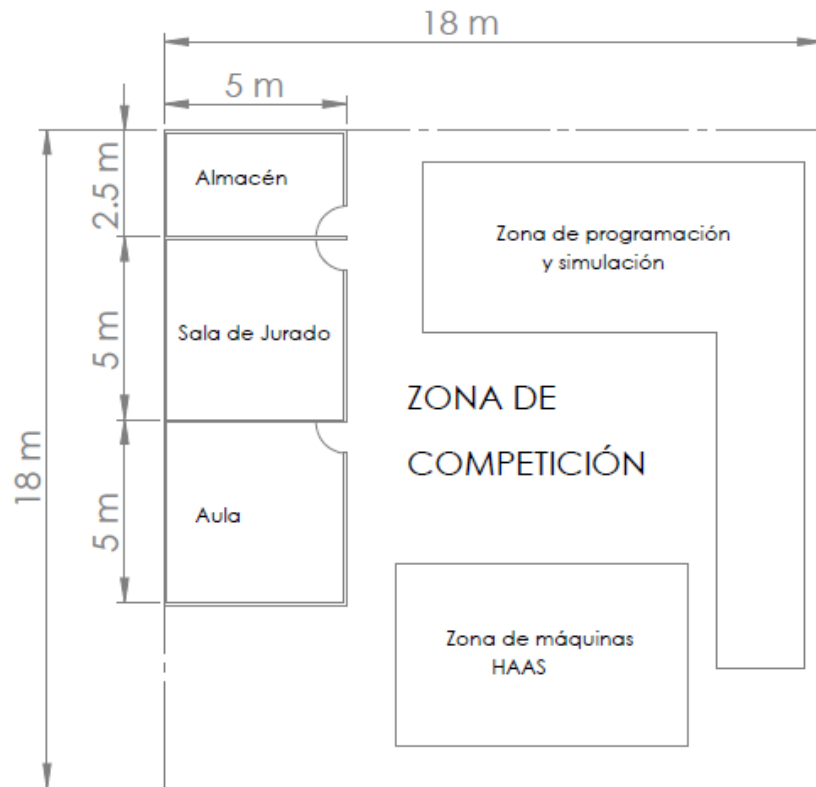 18 m
5 m
2.5 m
Almacén
Zona de programación
y simulación
5 m
Sala de Jurado
ZONA DE
COMPETICIÓN
18 m
5 m
Aula
Zona de máquinas
HAAS